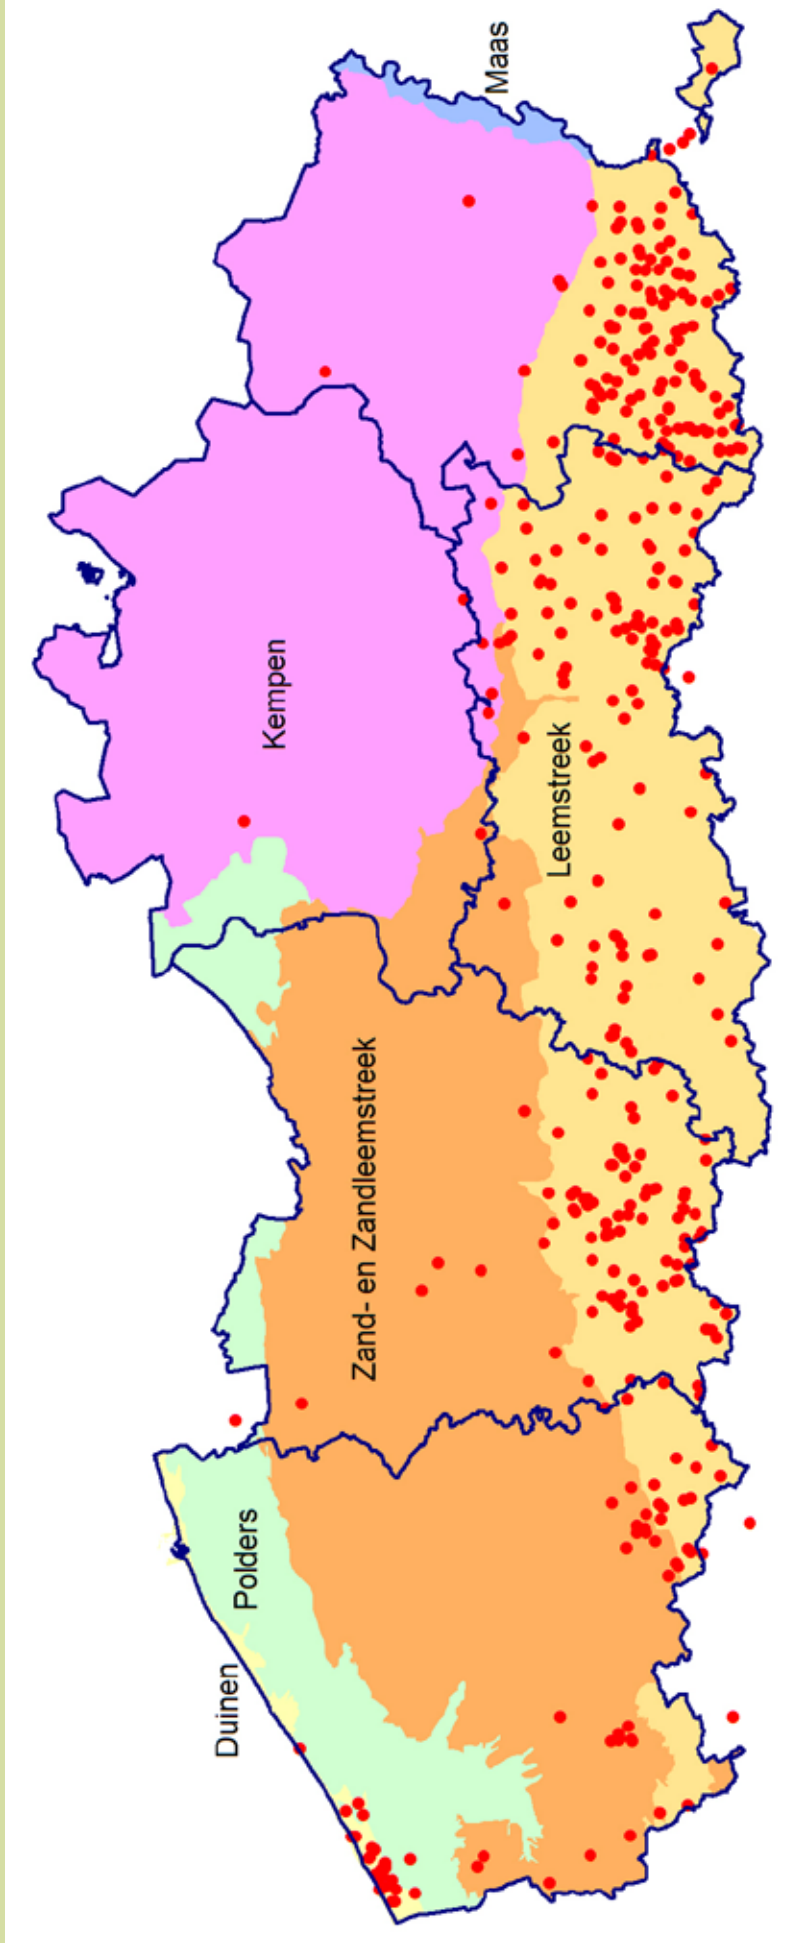 Duinen
Polders
Zand- en Zandleemstreek
Kempen
Leemstreek
Maas